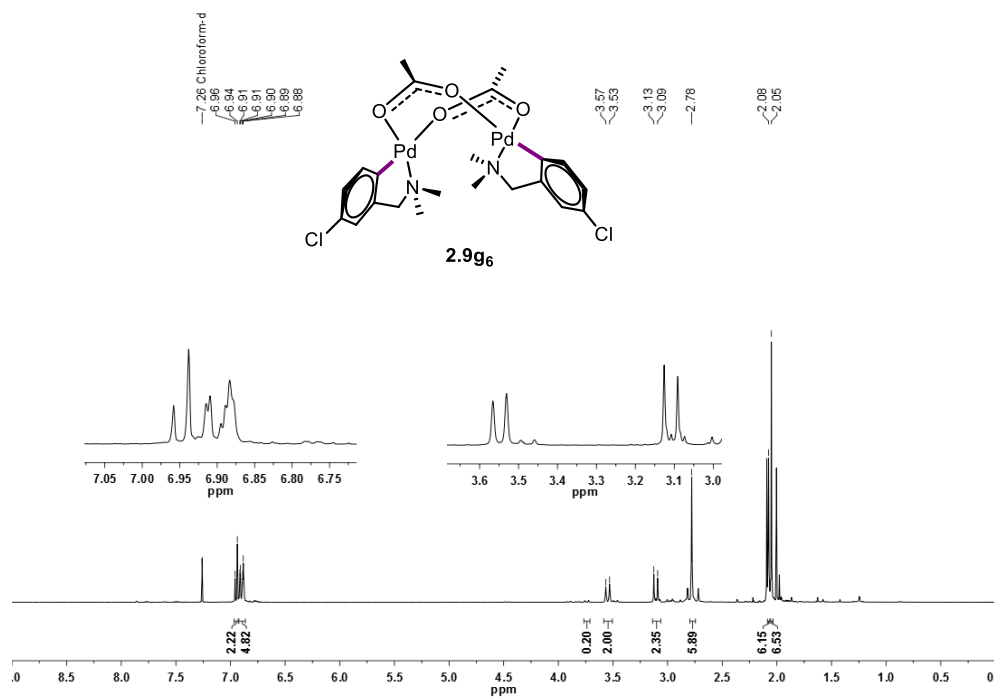 7.26 Chloroform-d
6.96
6.94
6.91
6.91
6.90
6.89
6.88
3.57
3.53
3.13
3.09
2.78
2.08
2.05
O
O
O
O
Pd
Pd
N
N
Cl
Cl
2.9g6
7.05 7.00 6.95 6.90 6.85 6.80 6.75
ppm
3.6 3.5 3.4 3.3 3.2 3.1 3.0
ppm
2.22
4.82
0.20
2.00
2.35
5.89
6.15
6.53
.0 8.5 8.0 7.5 7.0 6.5 6.0 5.5 5.0 4.5 4.0 3.5 3.0 2.5 2.0 1.5 1.0 0.5 0
ppm